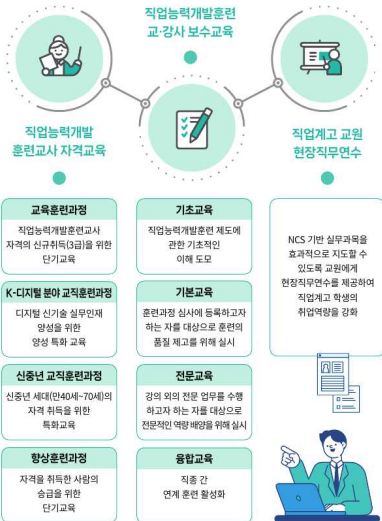 직업능력개발훈련
교·강사 보수교육
직업능력개발
훈련교사 자격교육
직업계고 교원
현장직무연수
교육훈련과정
직업능력개발훈련교사
자격의 신규취득(3급)을 위한
단기교육
K-디지털 분야 교직훈련과정
디지털 신기술 실무인재
양성을 위한
양성 특화 교육
신중년 교직훈련과정
신중년 세대(만40세~70세)의
자격 취득을 위한
특화교육
향상훈련과정
자격을 취득한 사람의
승급을 위한
단기교육
기초교육
직업능력개발훈련 제도에
관한 기초적인
이해 도모
기본교육
훈련과정 심사에 등록하고자
하는 자를 대상으로 훈련의
품질 제고를 위해 실시
전문교육
강의 외의 전문 업무를 수행
하고자 하는 자를 대상으로
전문적인 역량 배양을 위해 실시
융합교육
직종 간
연계 훈련 활성화
NCS 기반 실무과목을
효과적으로 지도할 수
있도록 교원에게
현장직무연수를 제공하여
직업계고 학생의
취업역량을 강화